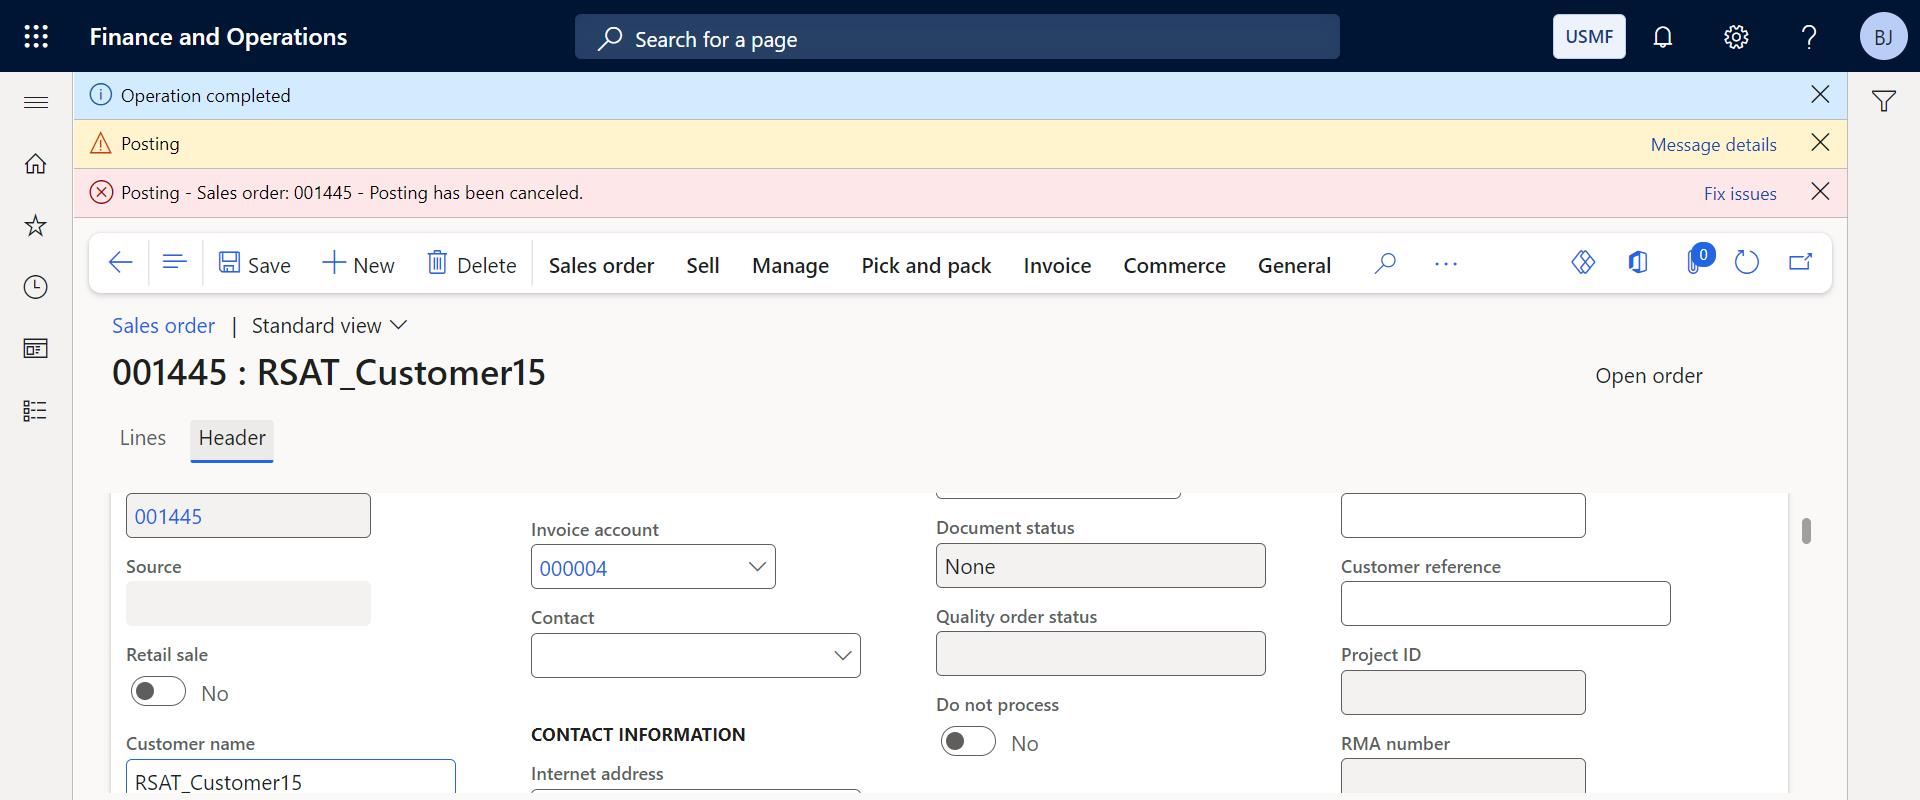 Finance and Operations
Search for a page
USMF
BJ
Operation completed
Posting
Message details
Posting - Sales order: 001445 - Posting has been canceled.
Fix issues
Save
New
Delete
Sales order
Sell
Manage
Pick and pack
Invoice
Commerce
General
0
Sales order | Standard view
001445 : RSAT_Customer15
Open order
Lines
Header
001445
Source
Retail sale
No
Customer name
RSAT_Customer15
Invoice account
000004
Contact
CONTACT INFORMATION
Internet address
Document status
None
Quality order status
Do not process
No
Customer reference
Project ID
RMA number